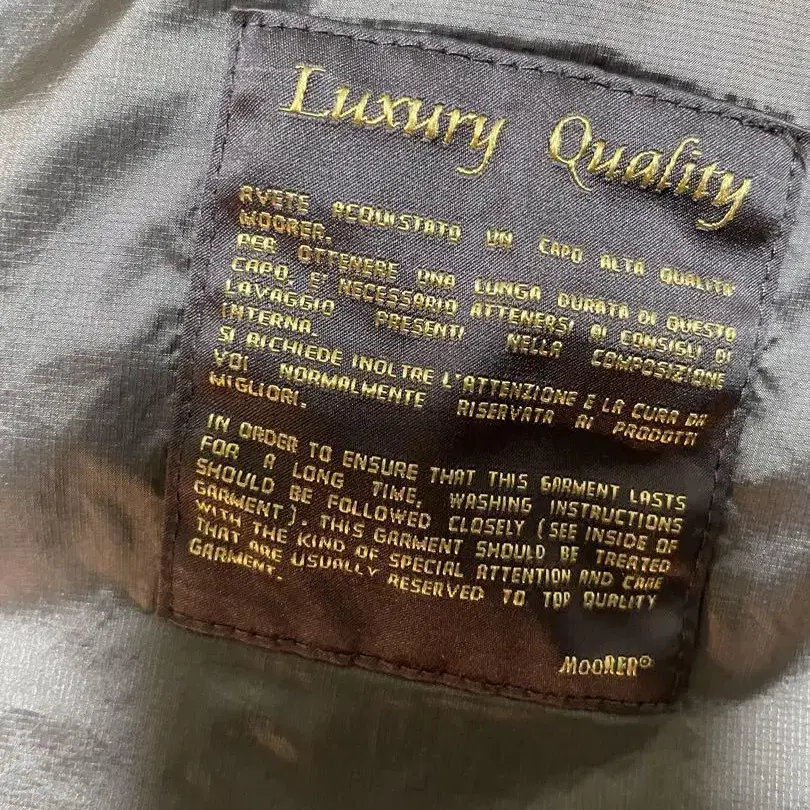 Luxury Quality
AVETE ACQUISTATO UN CAPO ALTA QUALITA'
MOORER.
PER OTTENERE UNA LUNGA DURATA DI QUESTO
CAPO, E' NECESSARIO ATTENERSI AI CONSIGLI DI
LAVAGGIO PRESENTI NELLA COMPOSIZIONE
INTERNA.
SI RICHIEDE INOLTRE L'ATTENZIONE E LA CURA DA
VOI NORMALMENTE RISERVATA AI PRODOTTI
MIGLIORI.
IN ORDER TO ENSURE THAT THIS GARMENT LASTS
FOR A LONG TIME, WASHING INSTRUCTIONS
SHOULD BE FOLLOWED CLOSELY (SEE INSIDE OF
GARMENT). THIS GARMENT SHOULD BE TREATED
WITH THE KIND OF SPECIAL ATTENTION AND CARE
THAT ARE USUALLY RESERVED TO TOP QUALITY
GARMENT.
MOORER®